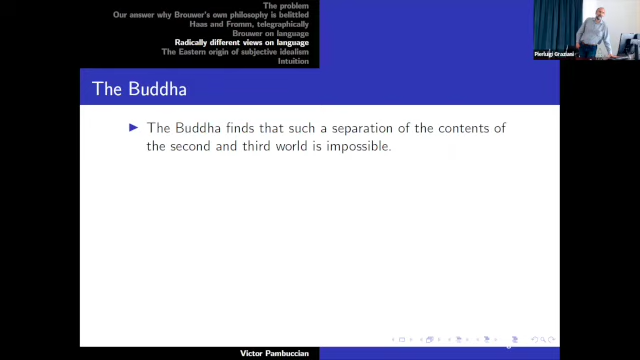 The problem
Our answer why Brouwer's own philosophy is belittled
Haas and Fromm, telegraphically
Brouwer on language
Radically different views on language
The Eastern origin of subjective idealism
Intuition
Pierluigi Graziani
The Buddha
The Buddha finds that such a separation of the contents of
the second and third world is impossible.
Victor Pambuccian